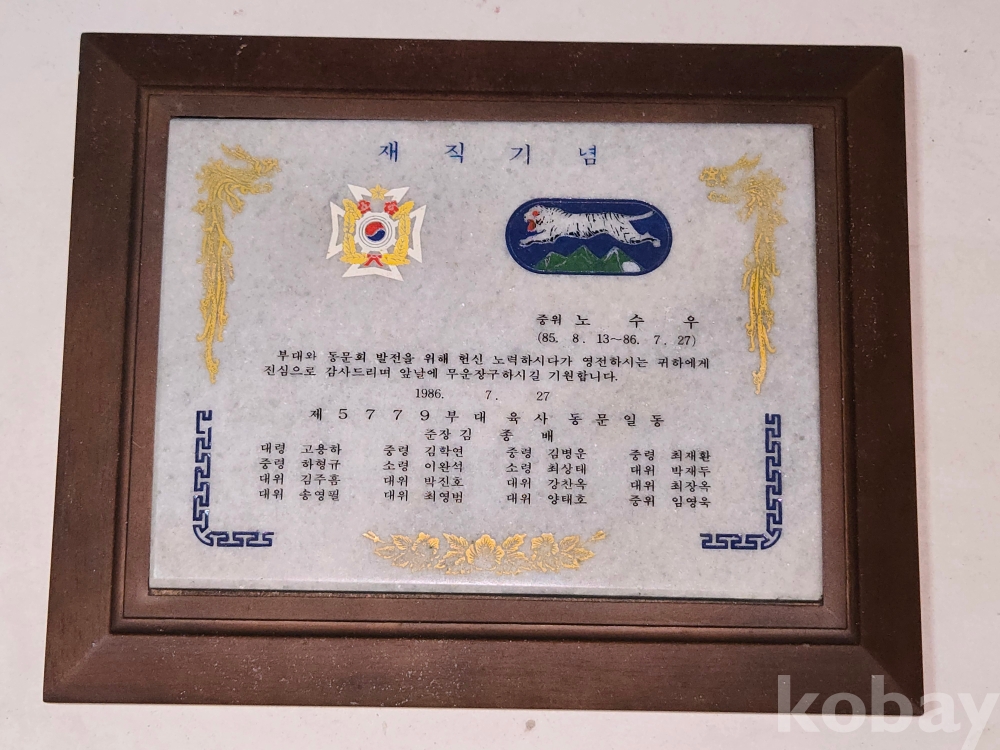 재 직 기 념
중위 노 수 우
(85. 8. 13~86. 7. 27)
부대와 동문회 발전을 위해 헌신 노력하시다가 영전하시는 귀하에게
진심으로 감사드리며 앞날에 무운장구하시길 기원합니다.
1986. 7. 27
제 5 7 7 9 부 대 육 사 동 문 일 동
준장 김 종 배
대령 고용하 중령 김학연 중령 김병운 중령 최재환
중령 하형규 소령 이완석 소령 최상태 대위 박재두
대위 김주흠 대위 박진호 대위 강찬옥 대위 최장옥
대위 송영필 대위 최영범 대위 양태호 중위 임영욱
kobay